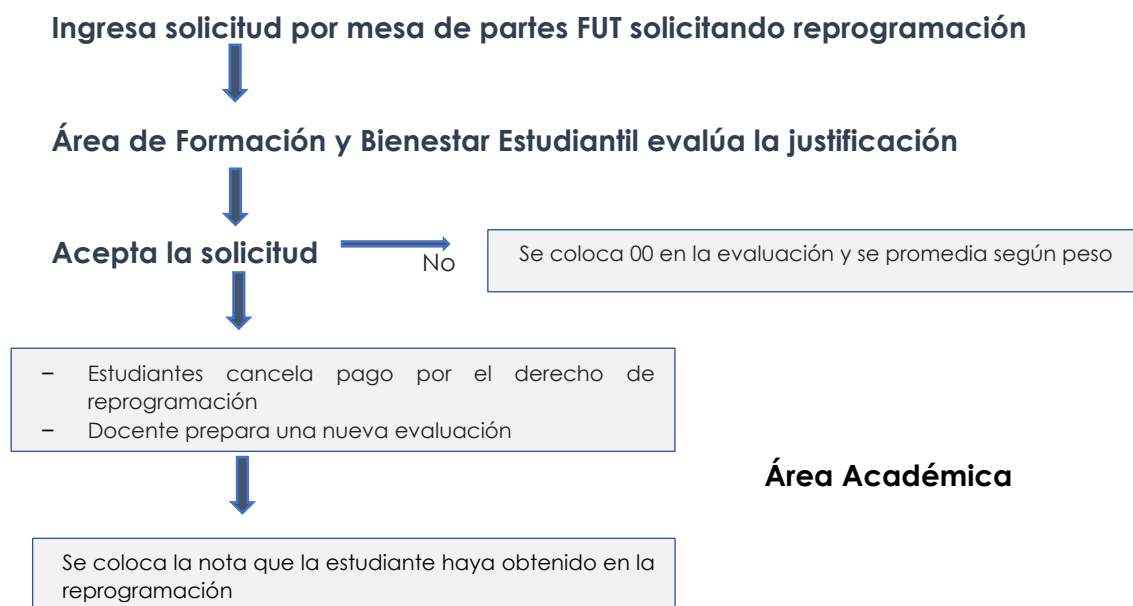 Ingresa solicitud por mesa de partes FUT solicitando reprogramación
Área de Formación y Bienestar Estudiantil evalúa la justificación
Acepta la solicitud
No
Se coloca 00 en la evaluación y se promedia según peso
- Estudiantes cancela pago por el derecho de
reprogramación
- Docente prepara una nueva evaluación
Área Académica
Se coloca la nota que la estudiante haya obtenido en la
reprogramación